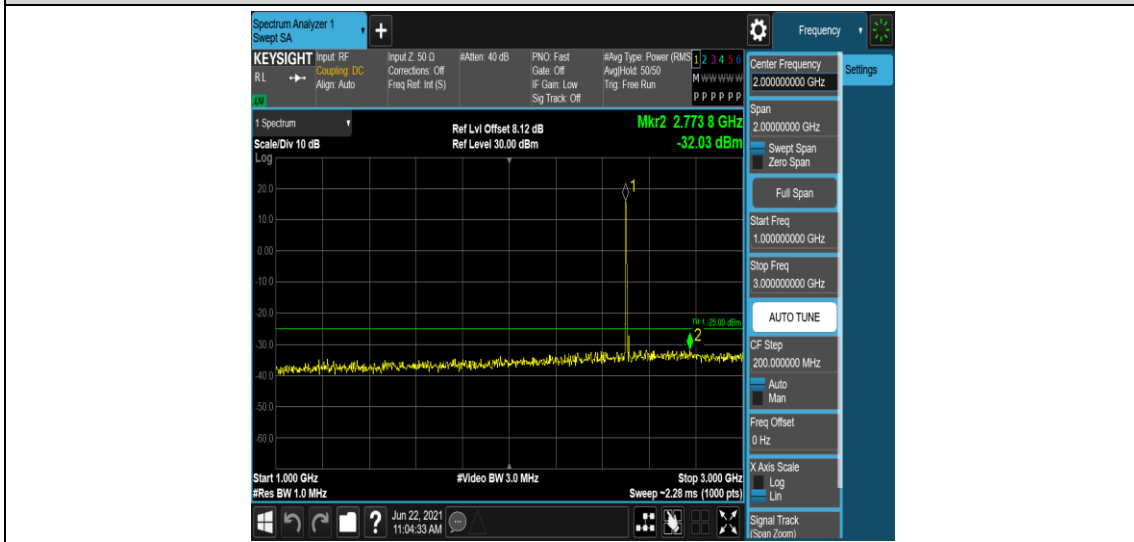 Spectrum Analyzer 1
Swept SA
+
Frequency
KEYSIGHT
RL
Input: RF
Coupling: DC
Align: Auto
Input Z: 50 Ω
Corrections: Off
Freq Ref: Int (S)
#Atten: 40 dB
PNO: Fast
Gate: Off
IF Gain: Low
Sig Track: Off
#Avg Type: Power (RMS
Avg|Hold: 50/50
Trig: Free Run
1 2 3 4 5 6
M W W W W W
P P P P P P
1 Spectrum
Scale/Div 10 dB
Ref Lvl Offset 8.12 dB
Ref Level 30.00 dBm
Mkr2 2.773 8 GHz
-32.03 dBm
Log
20.0
10.0
0.00
-10.0
-20.0
-30.0
-40.0
-50.0
-60.0
1
DL1 -25.00 dBm
2
Start 1.000 GHz
#Res BW 1.0 MHz
#Video BW 3.0 MHz
Stop 3.000 GHz
Sweep ~2.28 ms (1000 pts)
?
Jun 22, 2021
11:04:33 AM
Center Frequency
2.000000000 GHz
Span
2.00000000 GHz
Swept Span
Zero Span
Full Span
Start Freq
1.000000000 GHz
Stop Freq
3.000000000 GHz
AUTO TUNE
CF Step
200.000000 MHz
Auto
Man
Freq Offset
0 Hz
X Axis Scale
Log
Lin
Signal Track
(Span Zoom)
Settings